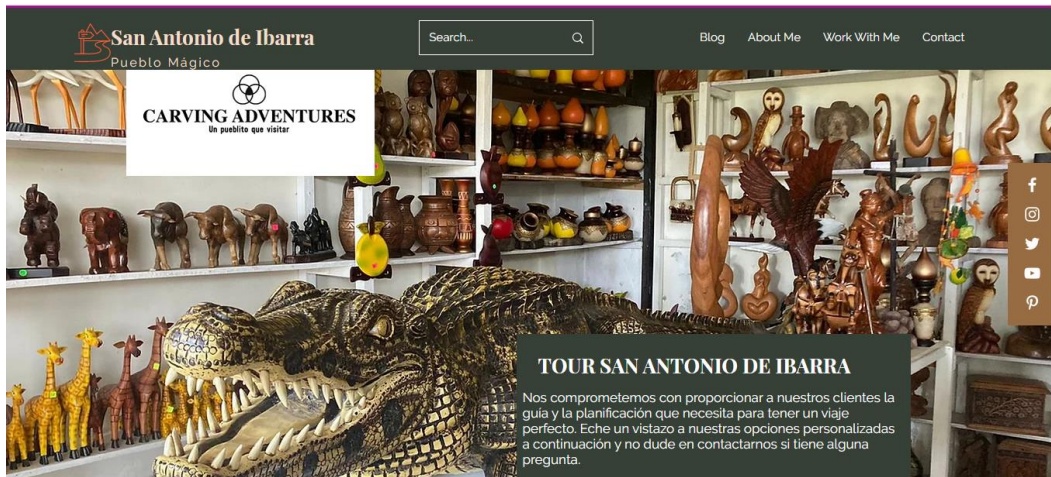 San Antonio de Ibarra
Pueblo Mágico
Search...
Blog
About Me
Work With Me
Contact
CARVING ADVENTURES
Un pueblito que visitar
TOUR SAN ANTONIO DE IBARRA
Nos comprometemos con proporcionar a nuestros clientes la
guía y la planificación que necesita para tener un viaje
perfecto. Eche un vistazo a nuestras opciones personalizadas
a continuación y no dude en contactarnos si tiene alguna
pregunta.